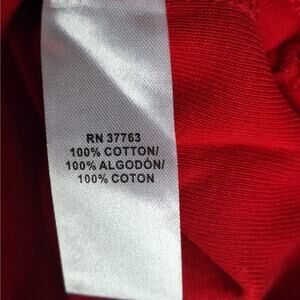 RN 37763
100% COTTON/
100% ALGODÓN/
100% COTON